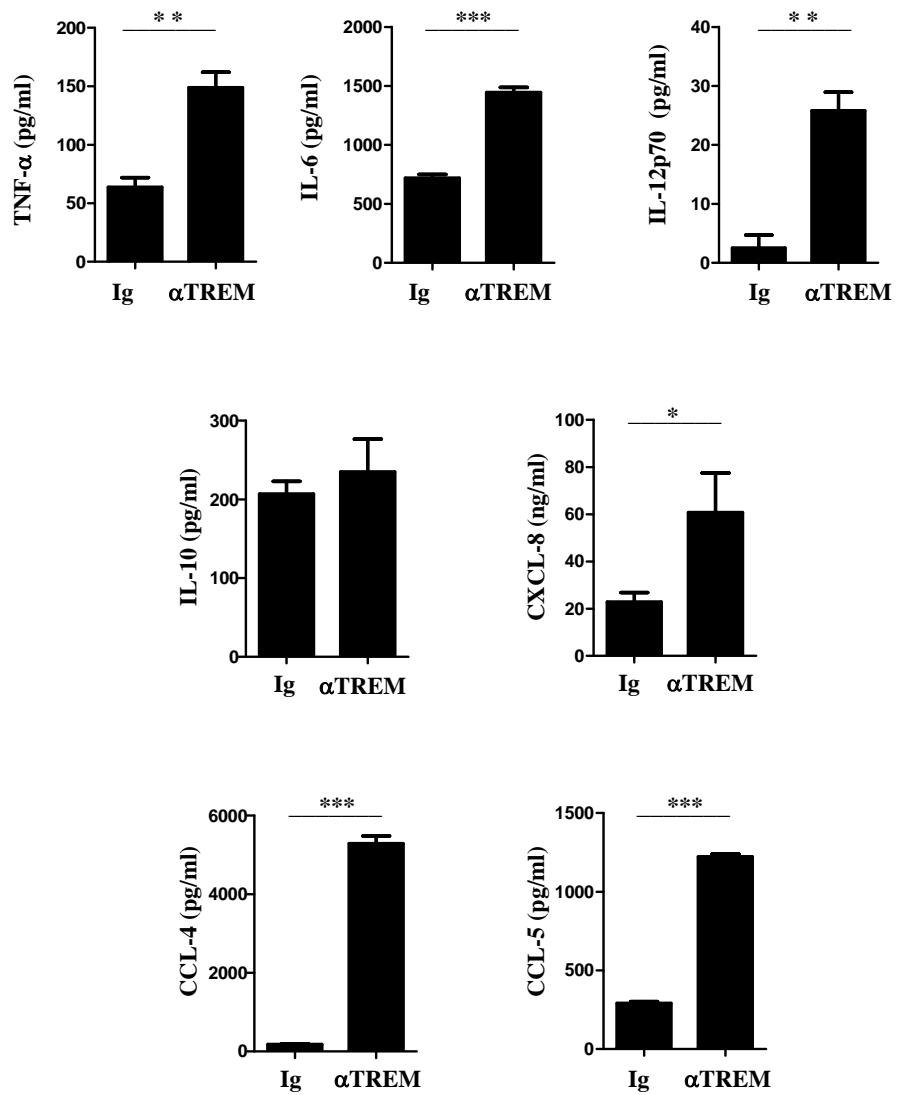 * *
TNF-α (pg/ml)
200
150
100
50
0
Ig αTREM
***
IL-6 (pg/ml)
2000
1500
1000
500
0
Ig αTREM
* *
IL-12p70 (pg/ml)
40
30
20
10
0
Ig αTREM
IL-10 (pg/ml)
300
200
100
0
Ig αTREM
*
CXCL-8 (ng/ml)
100
80
60
40
20
0
Ig αTREM
***
CCL-4 (pg/ml)
6000
4000
2000
0
Ig αTREM
***
CCL-5 (pg/ml)
1500
1000
500
0
Ig αTREM